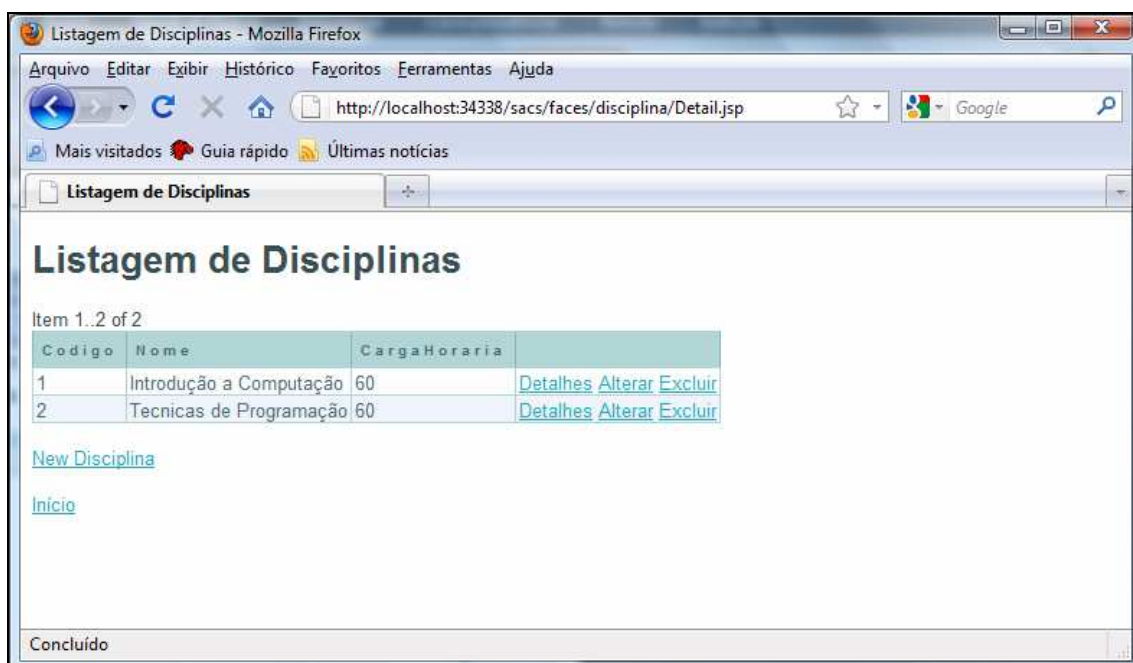 Listagem de Disciplinas - Mozilla Firefox
Arquivo Editar Exibir Histórico Favoritos Ferramentas Ajuda
http://localhost:34338/sacs/faces/disciplina/Detail.jsp Google
Mais visitados Guia rápido Últimas notícias
Listagem de Disciplinas
Listagem de Disciplinas
Item 1..2 of 2
Codigo Nome CargaHoraria
1 Introdução a Computação 60 Detalhes Alterar Excluir
2 Tecnicas de Programação 60 Detalhes Alterar Excluir
New Disciplina
Início
Concluído